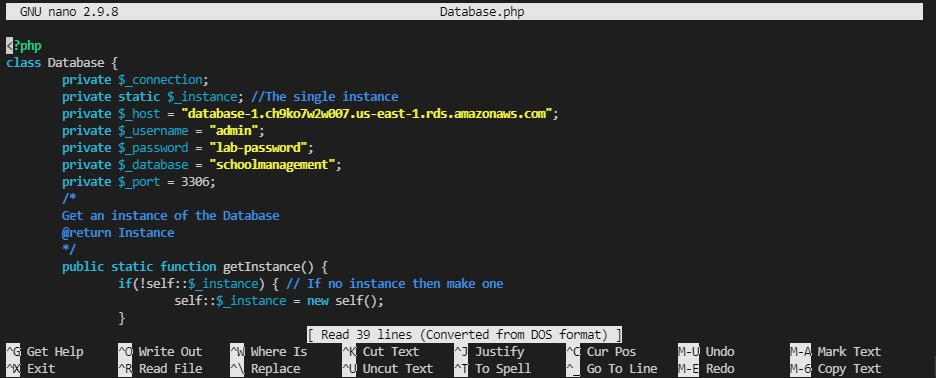 GNU nano 2.9.8 Database.php
<?php
class Database {
private $_connection;
private static $_instance; //The single instance
private $_host = "database-1.ch9ko7w2w007.us-east-1.rds.amazonaws.com";
private $_username = "admin";
private $_password = "lab-password";
private $_database = "schoolmanagement";
private $_port = 3306;
/*
Get an instance of the Database
@return Instance
*/
public static function getInstance() {
if(!self::$_instance) { // If no instance then make one
self::$_instance = new self();
}
[ Read 39 lines (Converted from DOS format) ]
^G Get Help ^O Write Out ^W Where Is ^K Cut Text ^J Justify ^C Cur Pos M-U Undo M-A Mark Text
^X Exit ^R Read File ^\ Replace ^U Uncut Text ^T To Spell ^_ Go To Line M-E Redo M-6 Copy Text